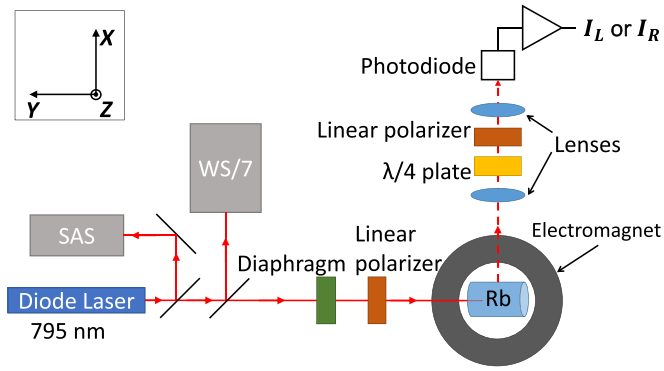 X
Y
Z
I_L or I_R
Photodiode
Linear polarizer
Lenses
λ/4 plate
WS/7
SAS
Electromagnet
Diaphragm
Linear
polarizer
Diode Laser
Rb
795 nm